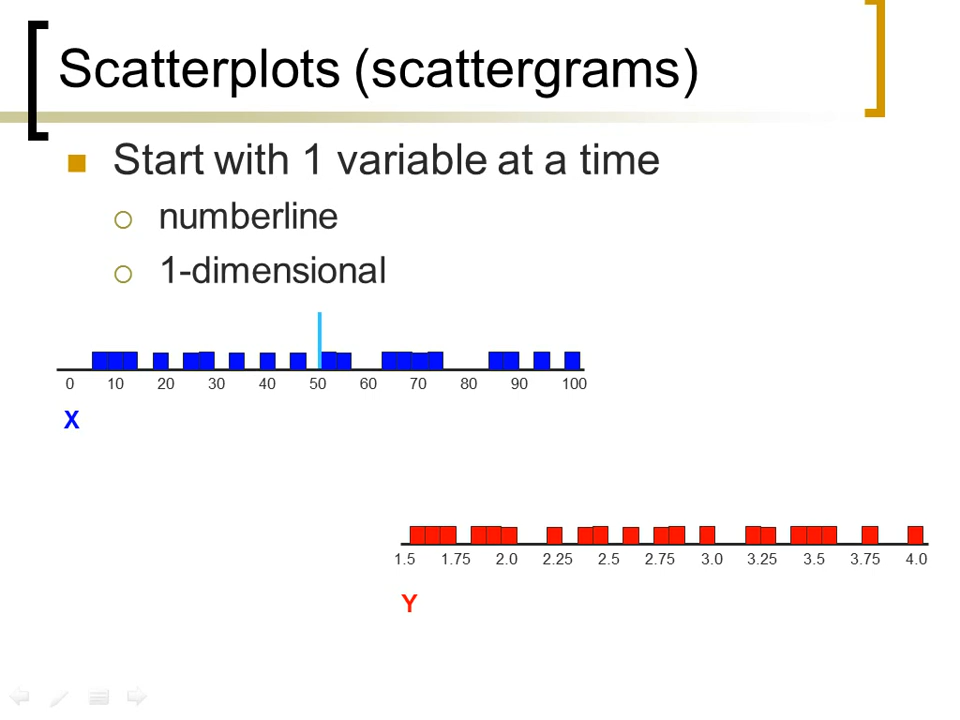 Scatterplots (scattergrams)
Start with 1 variable at a time
numberline
1-dimensional
0 10 20 30 40 50 60 70 80 90 100
X
1.5 1.75 2.0 2.25 2.5 2.75 3.0 3.25 3.5 3.75 4.0
Y